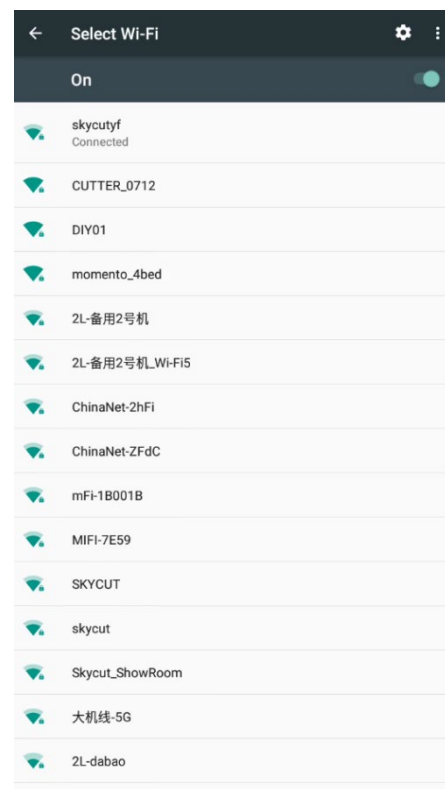 Select Wi-Fi
On
skycutyf
Connected
CUTTER_0712
DIY01
momento_4bed
2L-备用2号机
2L-备用2号机_Wi-Fi5
ChinaNet-2hFi
ChinaNet-ZFdC
mFi-1B001B
MIFI-7E59
SKYCUT
skycut
Skycut_ShowRoom
大机线-5G
2L-dabao